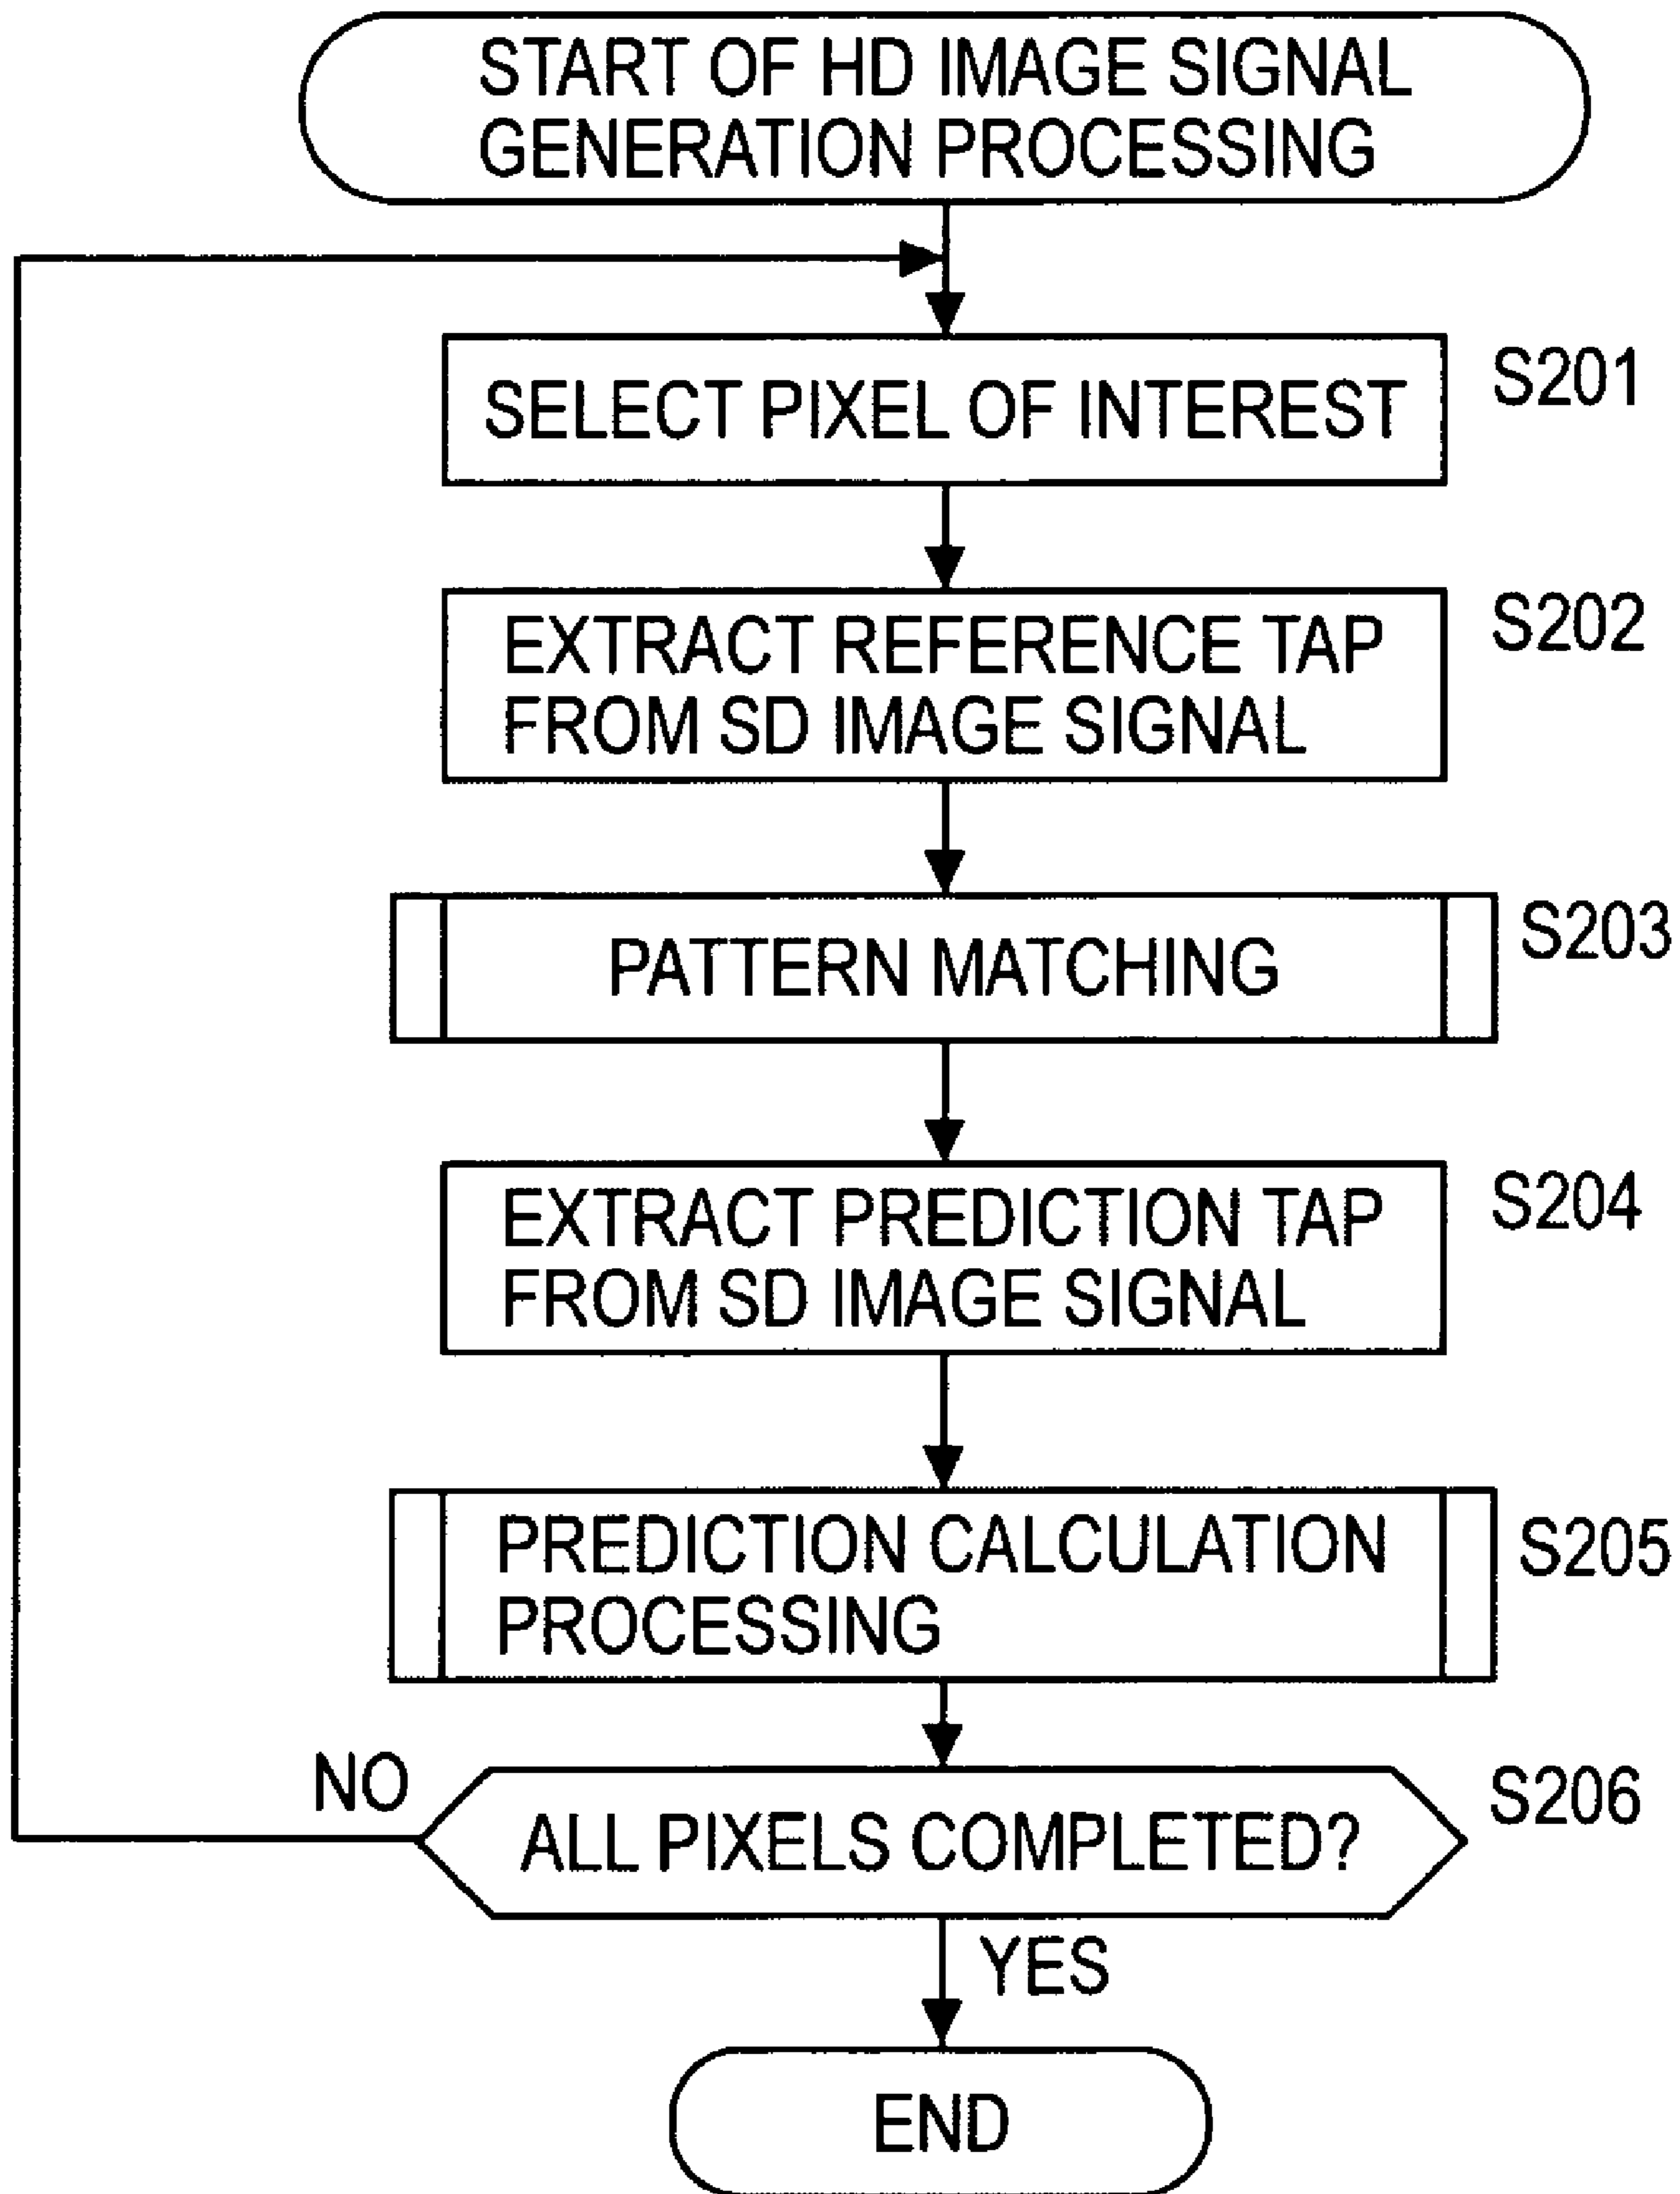 START OF HD IMAGE SIGNAL
GENERATION PROCESSING
SELECT PIXEL OF INTEREST
S201
EXTRACT REFERENCE TAP
FROM SD IMAGE SIGNAL
S202
PATTERN MATCHING
S203
EXTRACT PREDICTION TAP
FROM SD IMAGE SIGNAL
S204
PREDICTION CALCULATION
PROCESSING
S205
NO
ALL PIXELS COMPLETED?
S206
YES
END